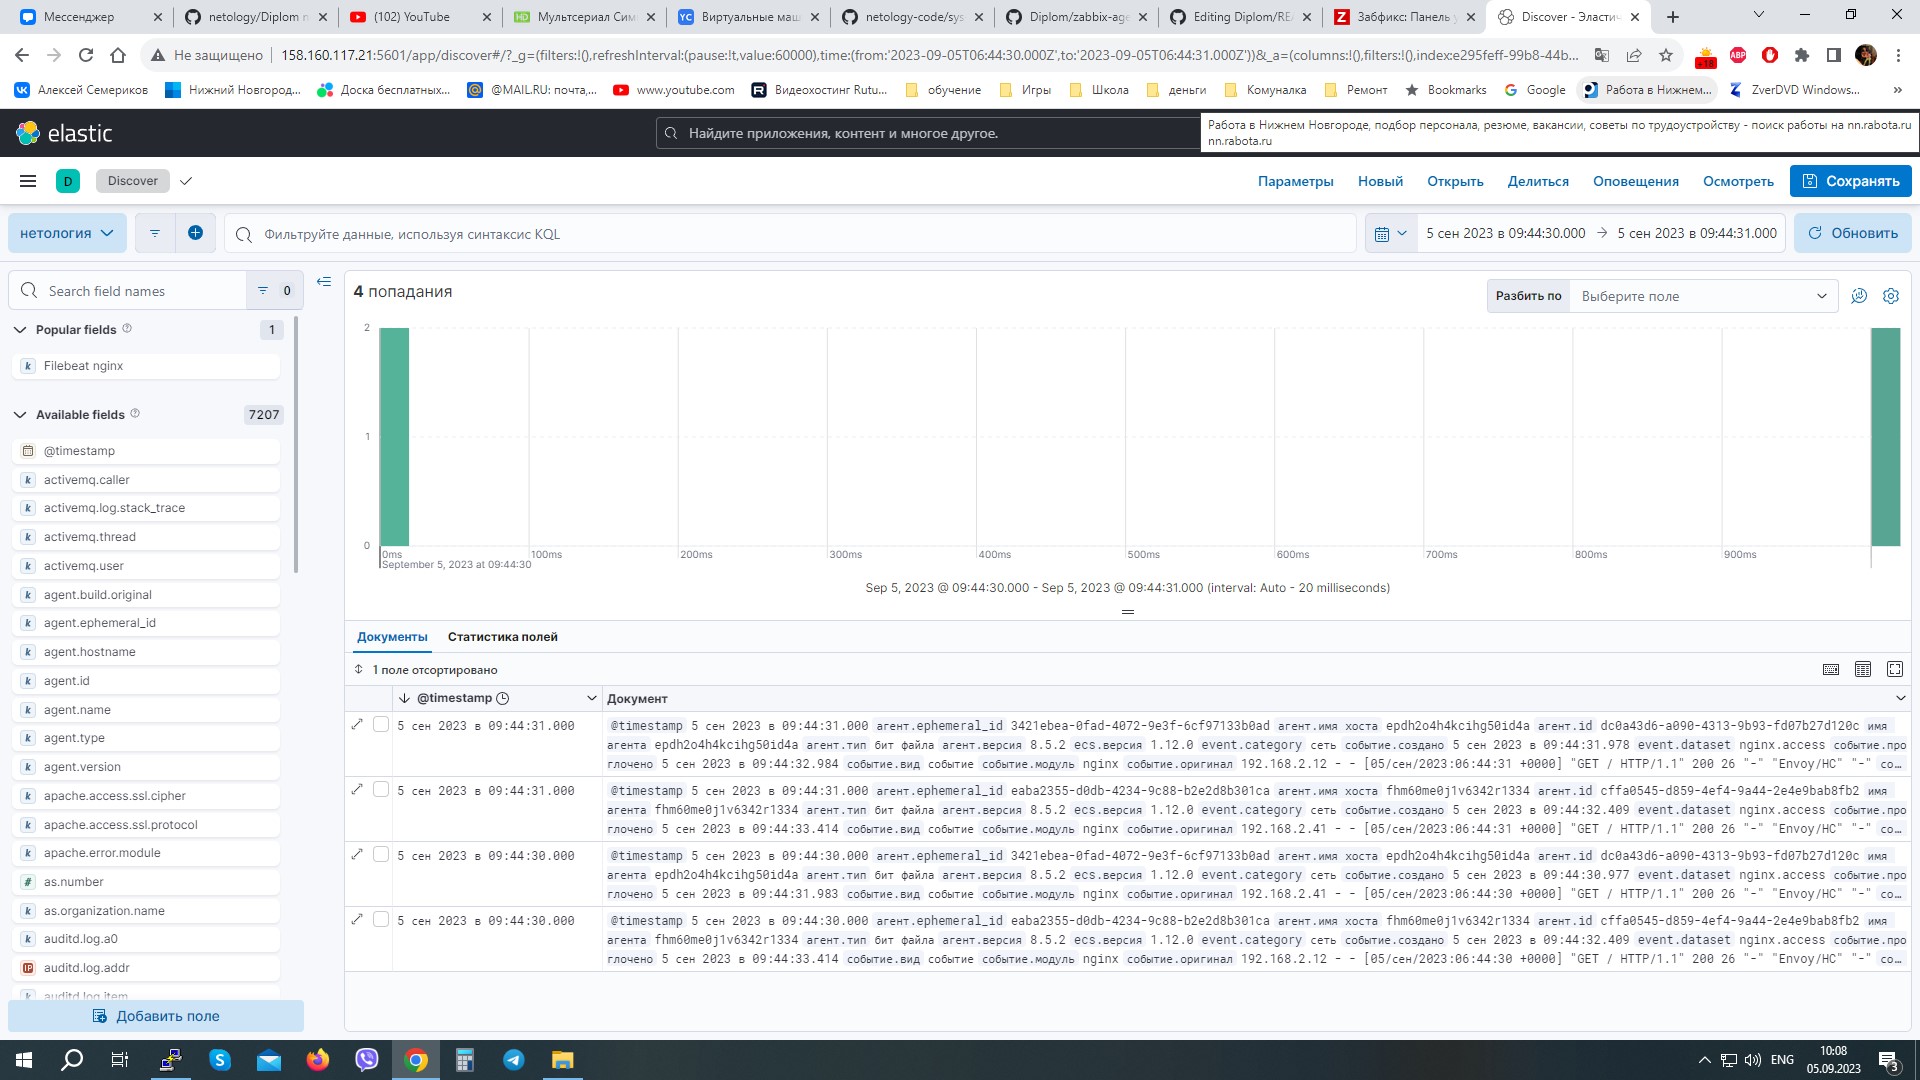 Мессенджер
netology/Diplom n
(102) YouTube
Мультсериал Сим
Виртуальные маш
netology-code/sys
Diplom/zabbix-age
Editing Diplom/RE
Забфикс: Панель у
Discover - Эластич
Не защищено
158.160.117.21:5601/app/discover#/?_g=(filters:!(),refreshInterval:(pause:!t,value:60000),time:(from:'2023-09-05T06:44:30.000Z',to:'2023-09-05T06:44:31.000Z'))&_a=(columns:!(),filters:!(),index:e295feff-99b8-44b...
Алексей Семериков
Нижний Новгород...
Доска бесплатных...
@MAIL.RU: почта,...
www.youtube.com
Видеохостинг Rutu...
обучение
Игры
Школа
деньги
Комуналка
Ремонт
Bookmarks
Google
Работа в Нижнем...
ZverDVD Windows...
elastic
Найдите приложения, контент и многое другое.
Работа в Нижнем Новгороде, подбор персонала, резюме, вакансии, советы по трудоустройству - поиск работы на nn.rabota.ru
nn.rabota.ru
D
Discover
Параметры
Новый
Открыть
Делиться
Оповещения
Осмотреть
Сохранять
нетология
Фильтруйте данные, используя синтаксис KQL
5 сен 2023 в 09:44:30.000 → 5 сен 2023 в 09:44:31.000
Обновить
Search field names
0
Popular fields
1
Filebeat nginx
Available fields
7207
@timestamp
activemq.caller
activemq.log.stack_trace
activemq.thread
activemq.user
agent.build.original
agent.ephemeral_id
agent.hostname
agent.id
agent.name
agent.type
agent.version
apache.access.ssl.cipher
apache.access.ssl.protocol
apache.error.module
as.number
as.organization.name
auditd.log.a0
auditd.log.addr
auditd.log.item
Добавить поле
4 попадания
Разбить по
Выберите поле
2
1
0
0ms
100ms
200ms
300ms
400ms
500ms
600ms
700ms
800ms
900ms
September 5, 2023 at 09:44:30
Sep 5, 2023 @ 09:44:30.000 - Sep 5, 2023 @ 09:44:31.000 (interval: Auto - 20 milliseconds)
Документы
Статистика полей
1 поле отсортировано
@timestamp
Документ
5 сен 2023 в 09:44:31.000
@timestamp 5 сен 2023 в 09:44:31.000 агент.ephemeral_id 3421ebea-0fad-4072-9e3f-6cf97133b0ad агент.имя хоста epdh2o4h4kcihg50id4a агент.id dc0a43d6-a090-4313-9b93-fd07b27d120c имя
агента epdh2o4h4kcihg50id4a агент.тип бит файла агент.версия 8.5.2 ecs.версия 1.12.0 event.category сеть событие.создано 5 сен 2023 в 09:44:31.978 event.dataset nginx.access событие.про
глочено 5 сен 2023 в 09:44:32.984 событие.вид событие событие.модуль nginx событие.оригинал 192.168.2.12 - - [05/сен/2023:06:44:31 +0000] "GET / HTTP/1.1" 200 26 "-" "Envoy/HC" "-" со...
5 сен 2023 в 09:44:31.000
@timestamp 5 сен 2023 в 09:44:31.000 агент.ephemeral_id eaba2355-d0db-4234-9c88-b2e2d8b301ca агент.имя хоста fhm60me0j1v6342r1334 агент.id cffa0545-d859-4ef4-9a44-2e4e9bab8fb2 имя
агента fhm60me0j1v6342r1334 агент.тип бит файла агент.версия 8.5.2 ecs.версия 1.12.0 event.category сеть событие.создано 5 сен 2023 в 09:44:32.409 event.dataset nginx.access событие.про
глочено 5 сен 2023 в 09:44:33.414 событие.вид событие событие.модуль nginx событие.оригинал 192.168.2.41 - - [05/сен/2023:06:44:31 +0000] "GET / HTTP/1.1" 200 26 "-" "Envoy/HC" "-" со...
5 сен 2023 в 09:44:30.000
@timestamp 5 сен 2023 в 09:44:30.000 агент.ephemeral_id 3421ebea-0fad-4072-9e3f-6cf97133b0ad агент.имя хоста epdh2o4h4kcihg50id4a агент.id dc0a43d6-a090-4313-9b93-fd07b27d120c имя
агента epdh2o4h4kcihg50id4a агент.тип бит файла агент.версия 8.5.2 ecs.версия 1.12.0 event.category сеть событие.создано 5 сен 2023 в 09:44:30.977 event.dataset nginx.access событие.про
глочено 5 сен 2023 в 09:44:31.983 событие.вид событие событие.модуль nginx событие.оригинал 192.168.2.41 - - [05/сен/2023:06:44:30 +0000] "GET / HTTP/1.1" 200 26 "-" "Envoy/HC" "-" со...
5 сен 2023 в 09:44:30.000
@timestamp 5 сен 2023 в 09:44:30.000 агент.ephemeral_id eaba2355-d0db-4234-9c88-b2e2d8b301ca агент.имя хоста fhm60me0j1v6342r1334 агент.id cffa0545-d859-4ef4-9a44-2e4e9bab8fb2 имя
агента fhm60me0j1v6342r1334 агент.тип бит файла агент.версия 8.5.2 ecs.версия 1.12.0 event.category сеть событие.создано 5 сен 2023 в 09:44:32.409 event.dataset nginx.access событие.про
глочено 5 сен 2023 в 09:44:33.414 событие.вид событие событие.модуль nginx событие.оригинал 192.168.2.12 - - [05/сен/2023:06:44:30 +0000] "GET / HTTP/1.1" 200 26 "-" "Envoy/HC" "-" со...
ENG
10:08
05.09.2023
3